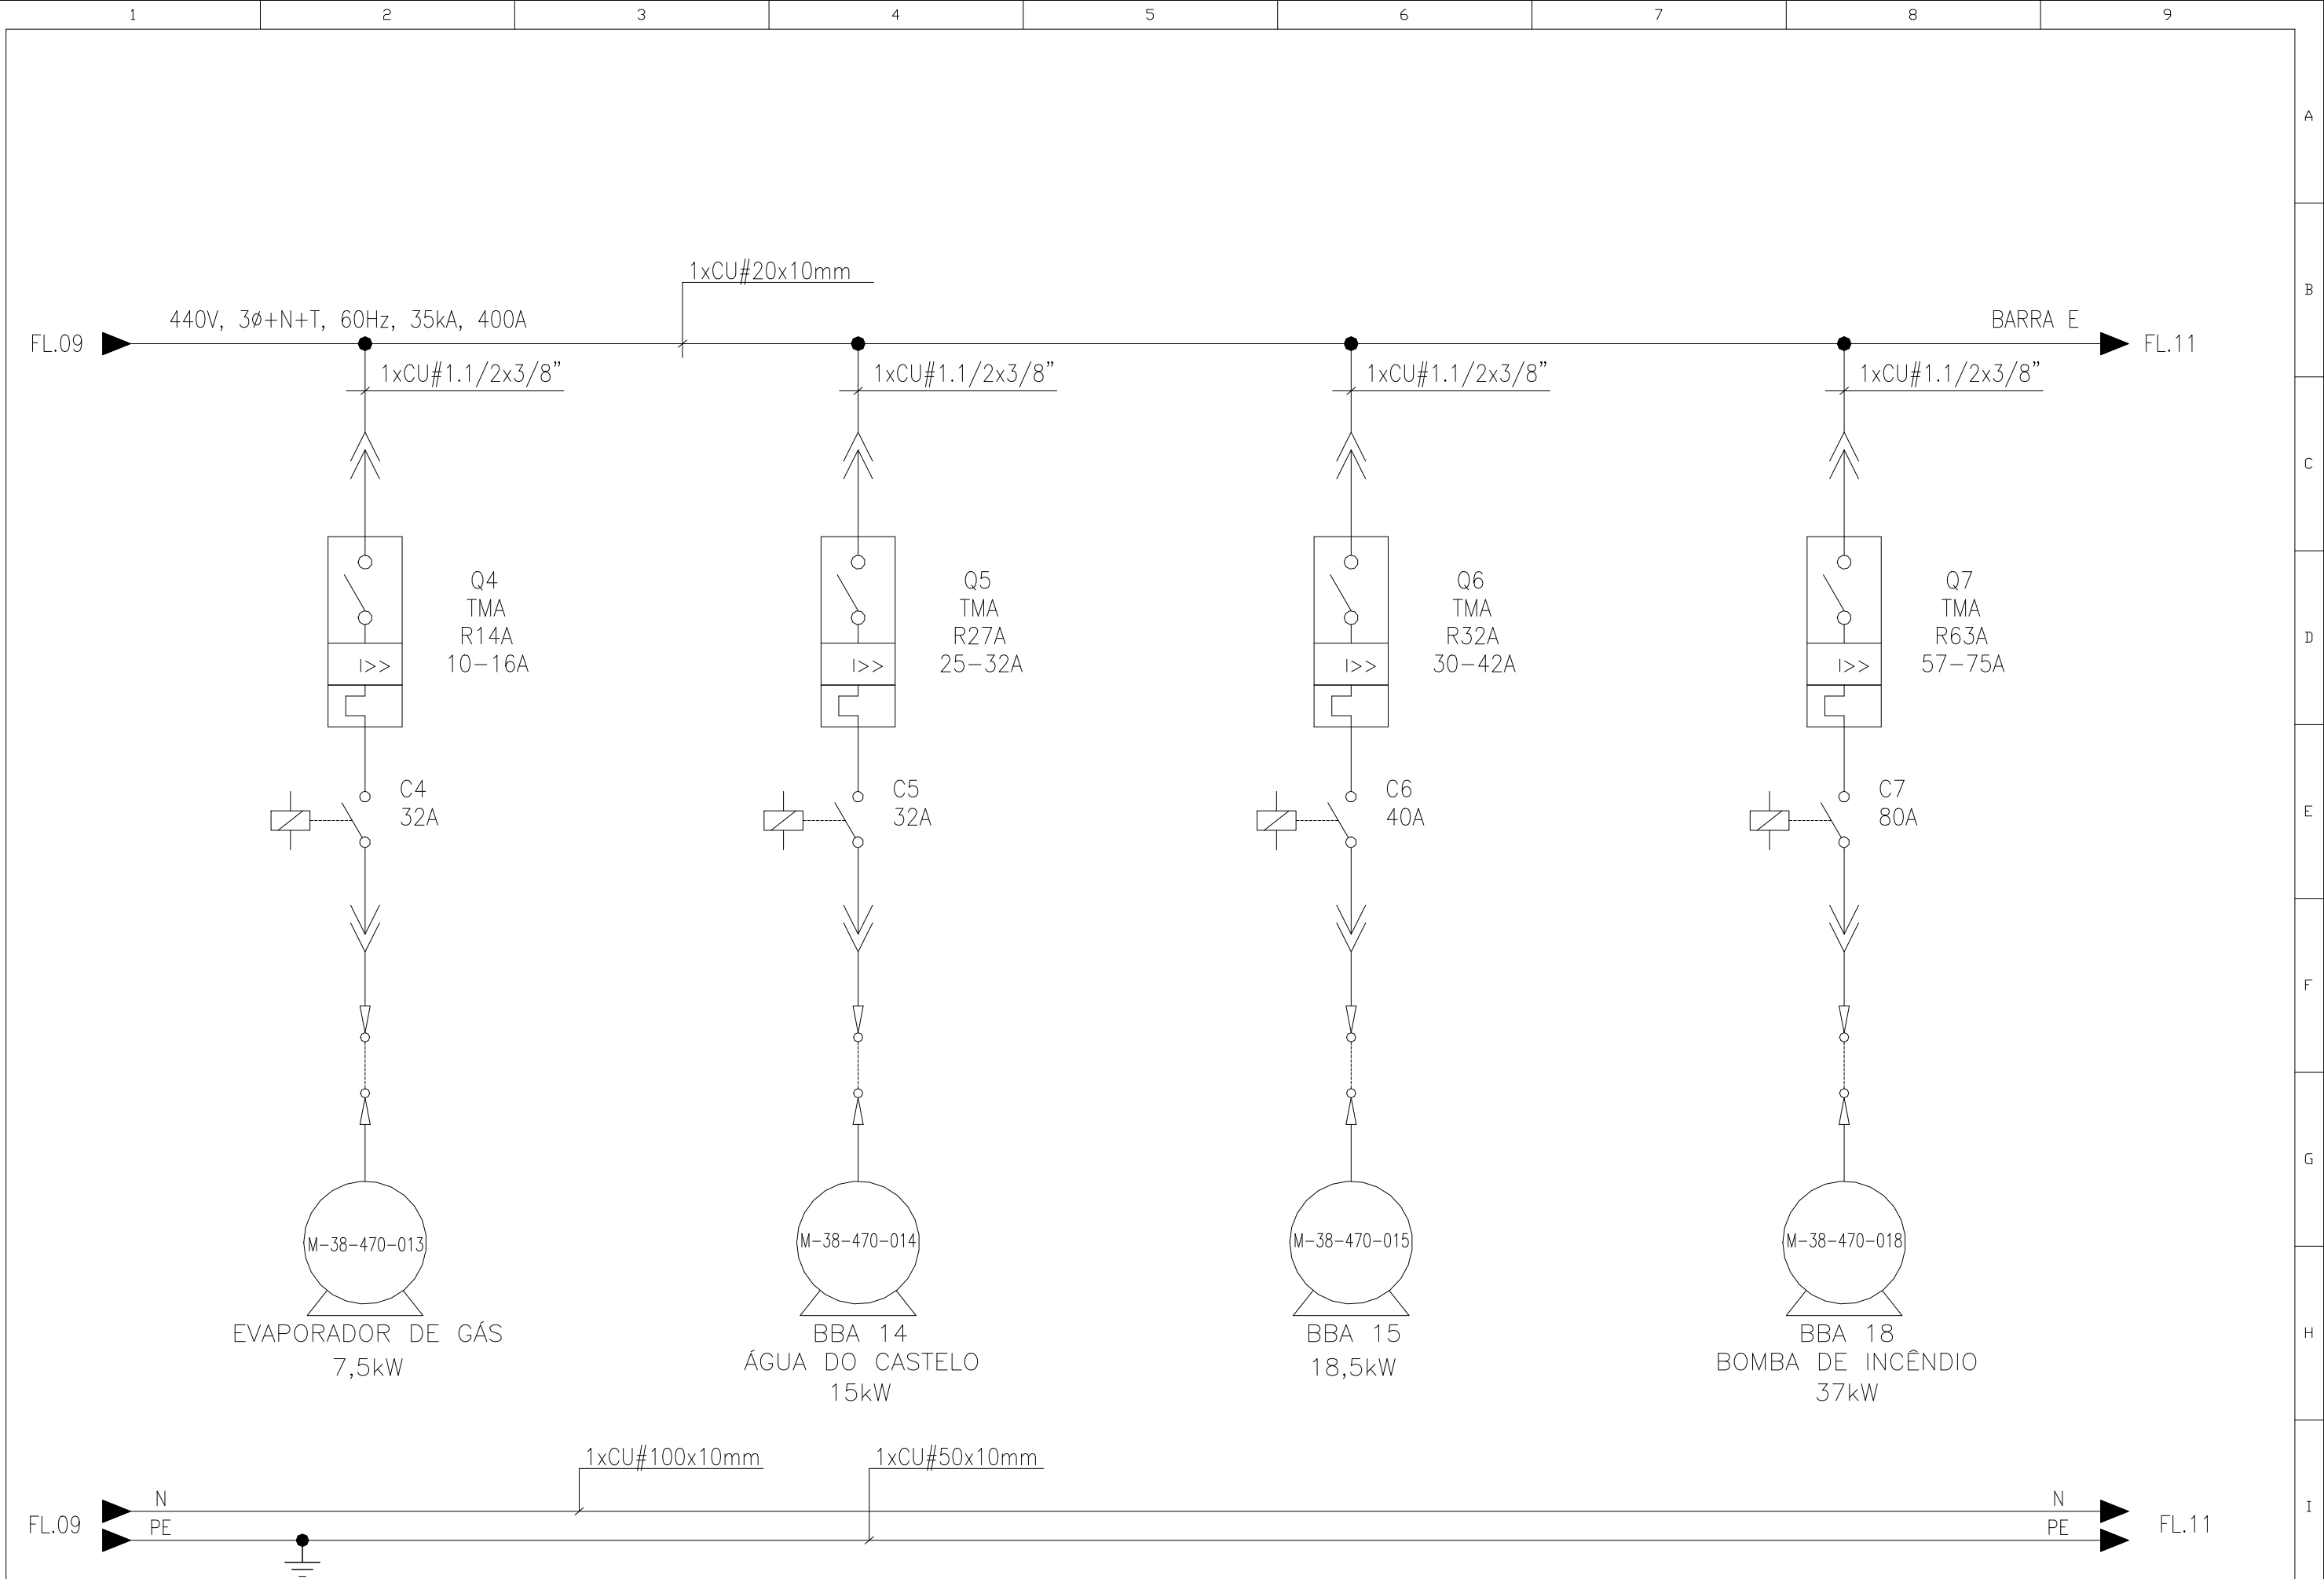 1 2 3 4 5 6 7 8 9
A
B
C
D
E
F
G
H
I
1xCU#20x10mm
440V, 3ø+N+T, 60Hz, 35kA, 400A
BARRA E
FL.09
FL.11
1xCU#1.1/2x3/8”
1xCU#1.1/2x3/8”
1xCU#1.1/2x3/8”
1xCU#1.1/2x3/8”
Q4
TMA
R14A
10-16A
I>>
Q5
TMA
R27A
25-32A
I>>
Q6
TMA
R32A
30-42A
I>>
Q7
TMA
R63A
57-75A
I>>
C4
32A
C5
32A
C6
40A
C7
80A
M-38-470-013
EVAPORADOR DE GÁS
7,5kW
M-38-470-014
BBA 14
ÁGUA DO CASTELO
15kW
M-38-470-015
BBA 15
18,5kW
M-38-470-018
BBA 18
BOMBA DE INCÊNDIO
37kW
1xCU#100x10mm
1xCU#50x10mm
N
PE
FL.09
N
PE
FL.11